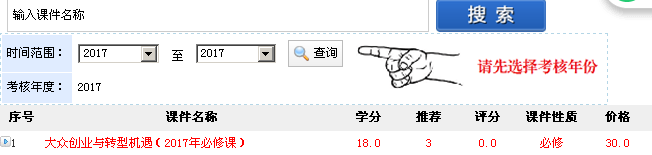 输入课件名称 搜 索
时间范围： 2017 至 2017 查询
请先选择考核年份
考核年度： 2017
序号 课件名称 学分 推荐 评分 课件性质 价格
1 大众创业与转型机遇（2017年必修课） 18.0 3 0.0 必修 30.0